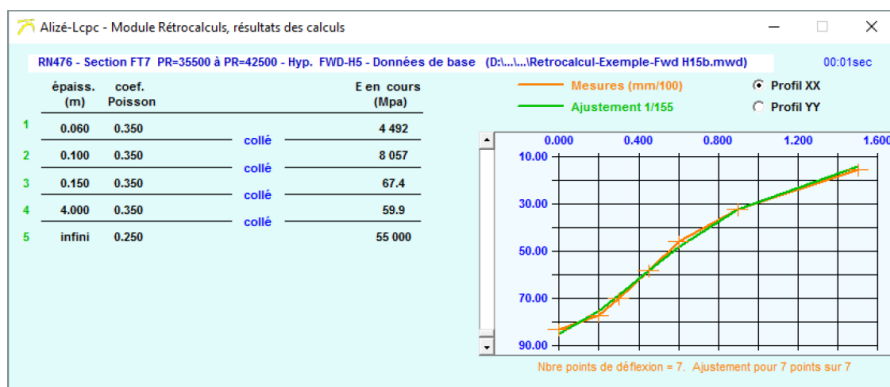 Alizé-Lcpc - Module Rétrocalculs, résultats des calculs
RN476 - Section FT7 PR=35500 à PR=42500 - Hyp. FWD-H5 - Données de base (D:\...\...\Retrocalcul-Exemple-Fwd H15b.mwd) 00:01sec
épaiss. coef. E en cours
(m) Poisson (Mpa)
1 0.060 0.350 4 492
collé
2 0.100 0.350 8 057
collé
3 0.150 0.350 67.4
collé
4 4.000 0.350 59.9
collé
5 infini 0.250 55 000
Mesures (mm/100) Profil XX
Ajustement 1/155 Profil YY
0.000 0.400 0.800 1.200 1.600
10.00
30.00
50.00
70.00
90.00
Nbre points de déflexion = 7. Ajustement pour 7 points sur 7